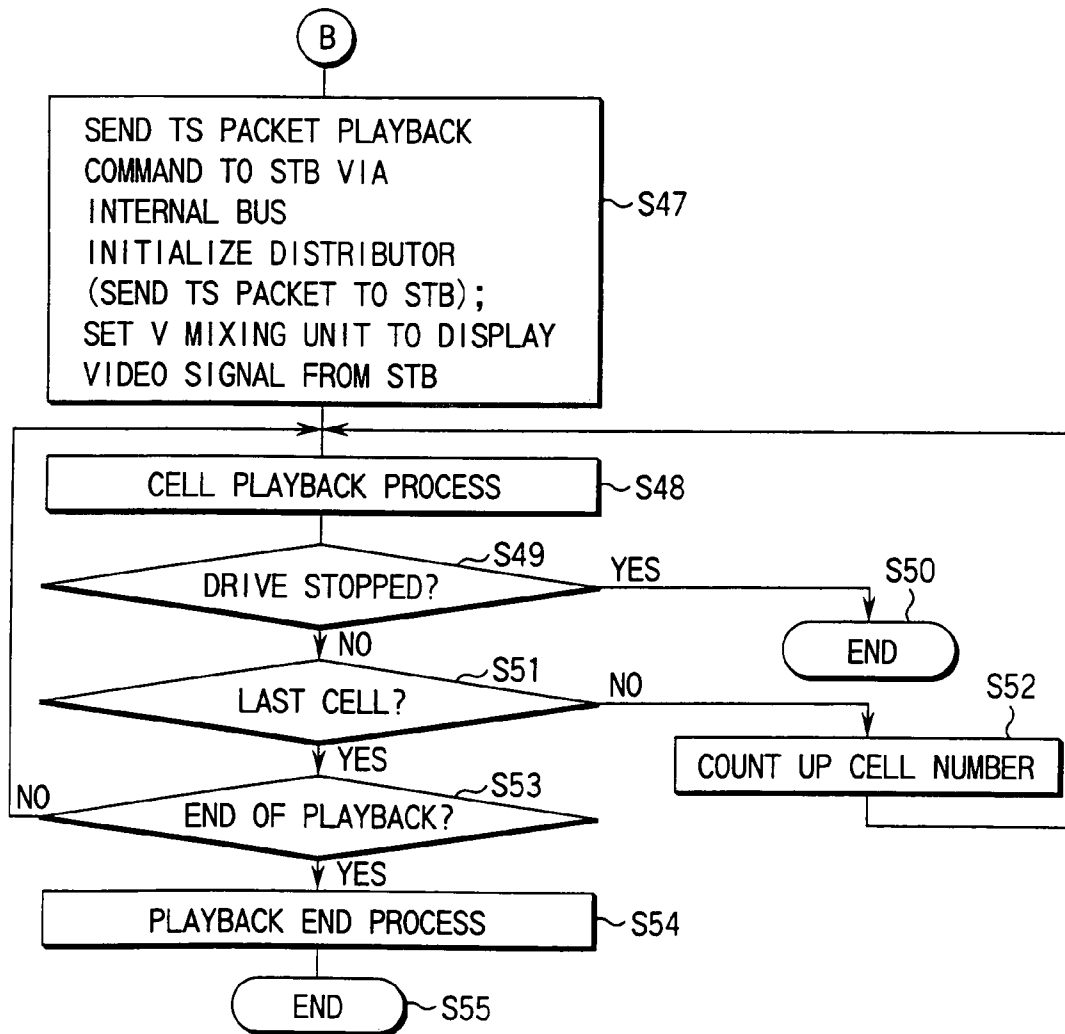 B
SEND TS PACKET PLAYBACK
COMMAND TO STB VIA
INTERNAL BUS
INITIALIZE DISTRIBUTOR
(SEND TS PACKET TO STB);
SET V MIXING UNIT TO DISPLAY
VIDEO SIGNAL FROM STB
S47
CELL PLAYBACK PROCESS
S48
S49
DRIVE STOPPED?
YES
S50
END
NO
S51
LAST CELL?
NO
S52
COUNT UP CELL NUMBER
YES
S53
NO
END OF PLAYBACK?
YES
PLAYBACK END PROCESS
S54
END
S55